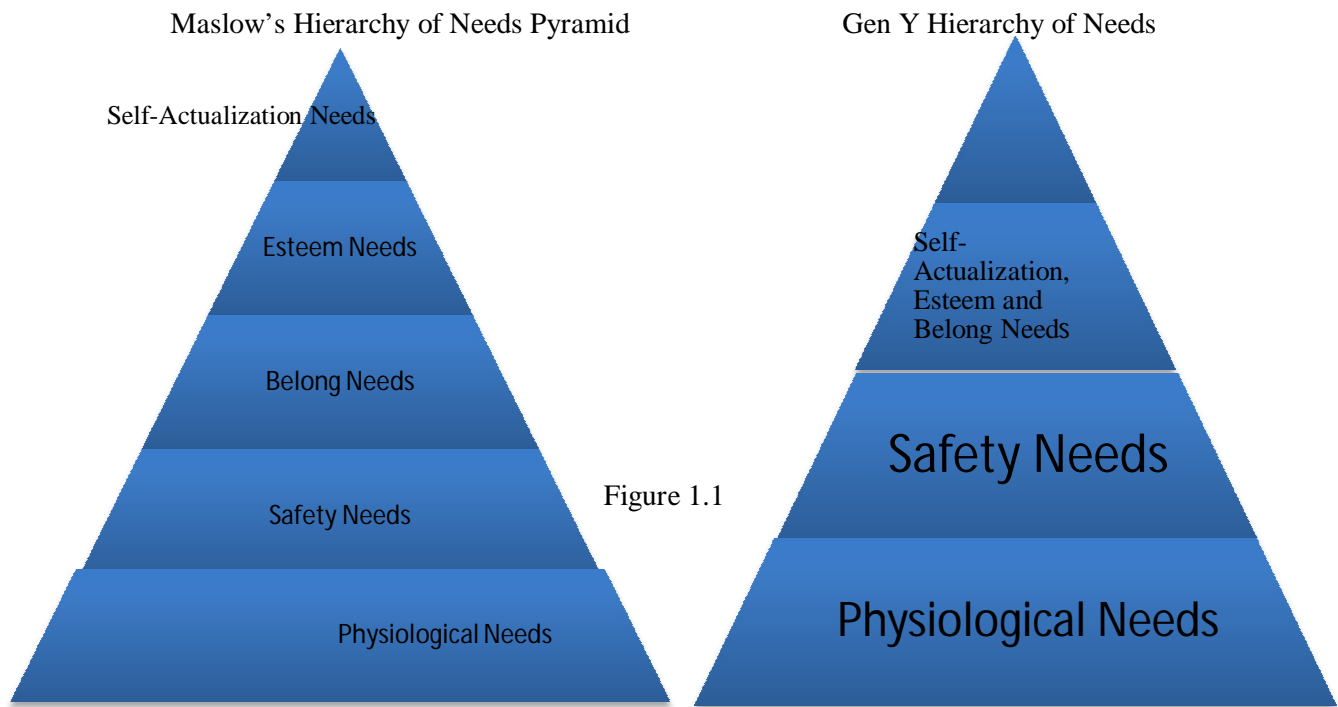 Maslow’s Hierarchy of Needs Pyramid
Self-Actualization Needs
Esteem Needs
Belong Needs
Safety Needs
Physiological Needs
Figure 1.1
Gen Y Hierarchy of Needs
Self-
Actualization,
Esteem and
Belong Needs
Safety Needs
Physiological Needs